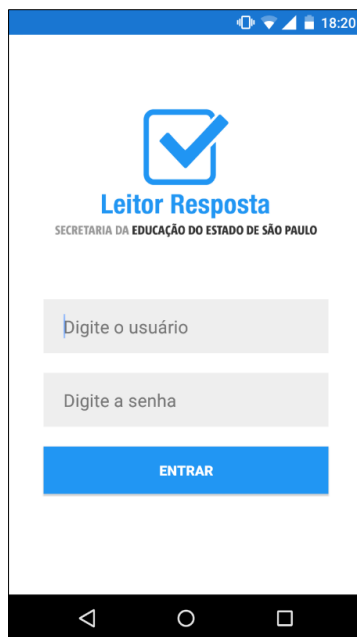 18:20
Leitor Resposta
SECRETARIA DA EDUCAÇÃO DO ESTADO DE SÃO PAULO
Digite o usuário
Digite a senha
ENTRAR